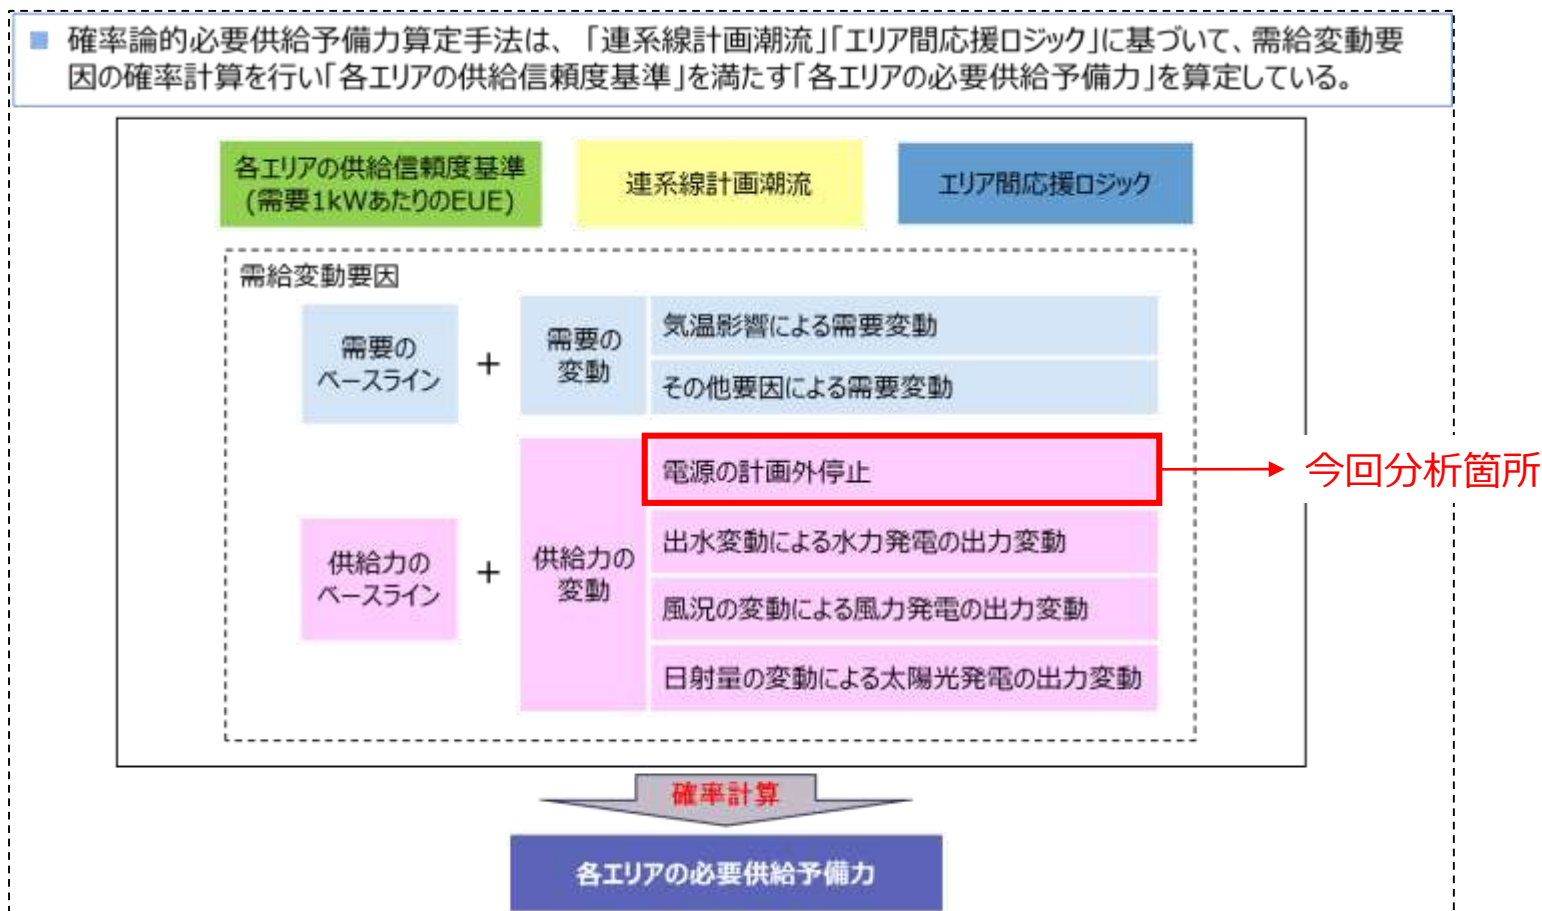 確率論的必要供給予備力算定手法は、「連系線計画潮流」「エリア間応援ロジック」に基づいて、需給変動要
因の確率計算を行い「各エリアの供給信頼度基準」を満たす「各エリアの必要供給予備力」を算定している。
各エリアの供給信頼度基準
(需要1kWあたりのEUE)
連系線計画潮流
エリア間応援ロジック
需給変動要因
需要の
ベースライン
+
需要の
変動
気温影響による需要変動
その他要因による需要変動
供給力の
ベースライン
+
供給力の
変動
電源の計画外停止
今回分析箇所
出水変動による水力発電の出力変動
風況の変動による風力発電の出力変動
日射量の変動による太陽光発電の出力変動
確率計算
各エリアの必要供給予備力